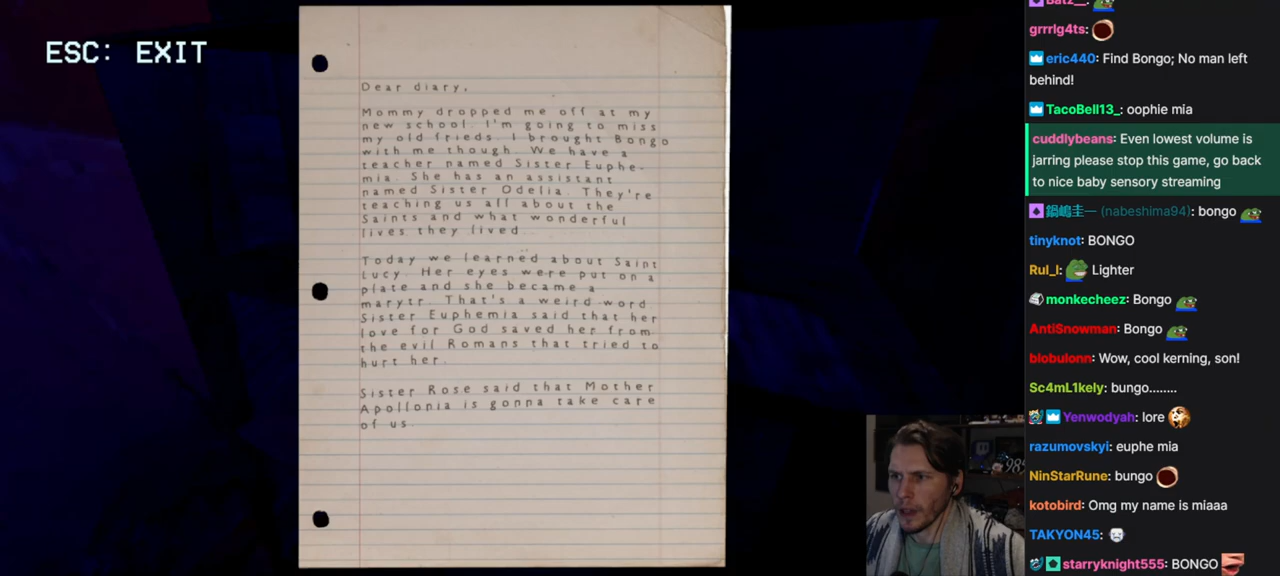 ESC: EXIT
Dear diary,
Mommy dropped me off at my
new school. I'm going to miss
my old frieds. I brought Bongo
with me though. We have a
teacher named Sister Euphe-
mia. She has an assistant
named Sister Odelia. They're
teaching us all about the
Saints and what wonderful
lives they lived.
Today we learned about Saint
Lucy. Her eyes were put on a
plate and she became a
marytr. That's a weird word.
Sister Euphemia said that her
love for God saved her from
the evil Romans that tried to
hurt her.
Sister Rose said that Mother
Apollonia is gonna take care
of us.
Batz__:
grrrlg4ts:
eric440: Find Bongo; No man left
behind!
TacoBell13_: oophie mia
cuddlybeans: Even lowest volume is
jarring please stop this game, go back
to nice baby sensory streaming
鍋嶋圭一 (nabeshima94): bongo
tinyknot: BONGO
Rul_l: Lighter
monkecheez: Bongo
AntiSnowman: Bongo
blobulonn: Wow, cool kerning, son!
Sc4mL1kely: bungo........
Yenwodyah: lore
razumovskyi: euphe mia
NinStarRune: bungo
kotobird: Omg my name is miaaa
TAKYON45:
starryknight555: BONGO